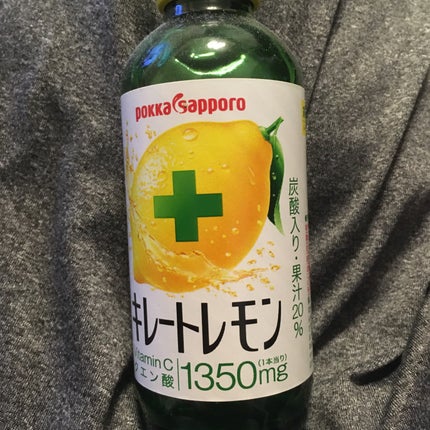 pokka sapporo
炭酸入り・果汁20%
キレートレモン
Vitamin C
クエン酸
1350mg
(1本当り)